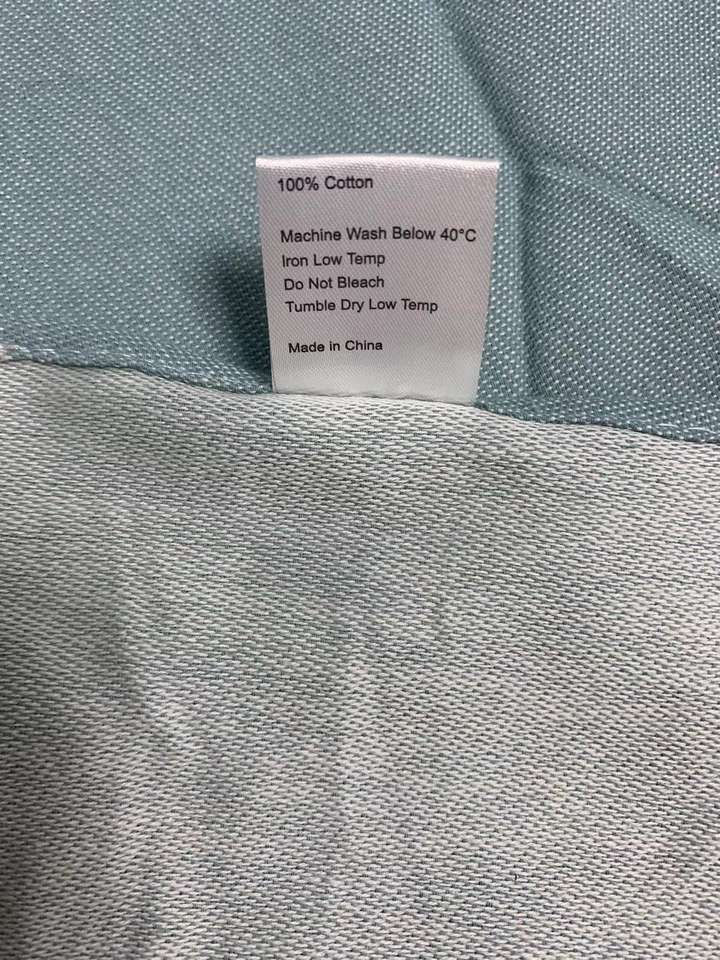 100% Cotton
Machine Wash Below 40°C
Iron Low Temp
Do Not Bleach
Tumble Dry Low Temp
Made in China